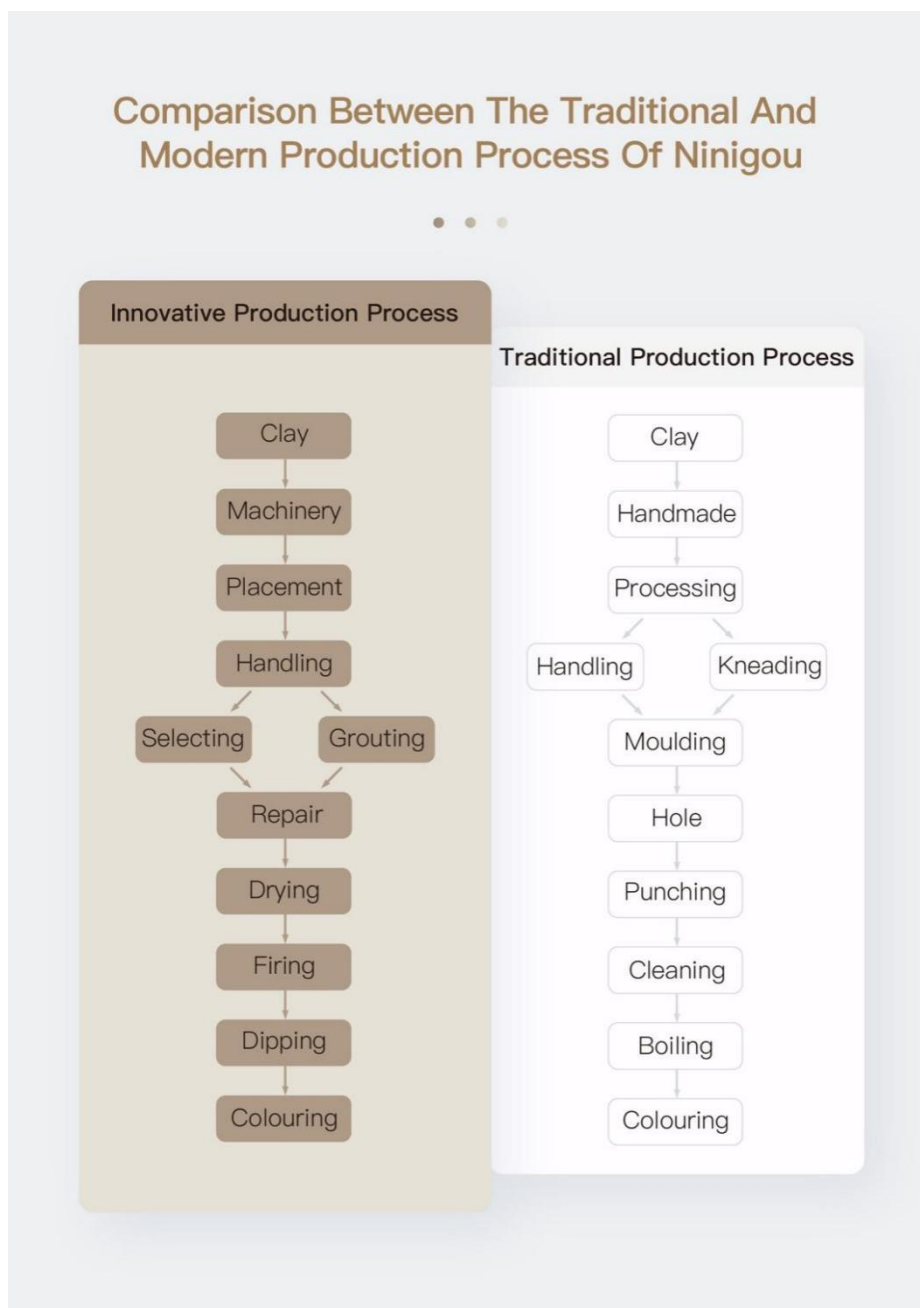 Comparison Between The Traditional And
Modern Production Process Of Ninigou
Innovative Production Process
Clay
Machinery
Placement
Handling
Selecting
Grouting
Repair
Drying
Firing
Dipping
Colouring
Traditional Production Process
Clay
Handmade
Processing
Handling
Kneading
Moulding
Hole
Punching
Cleaning
Boiling
Colouring